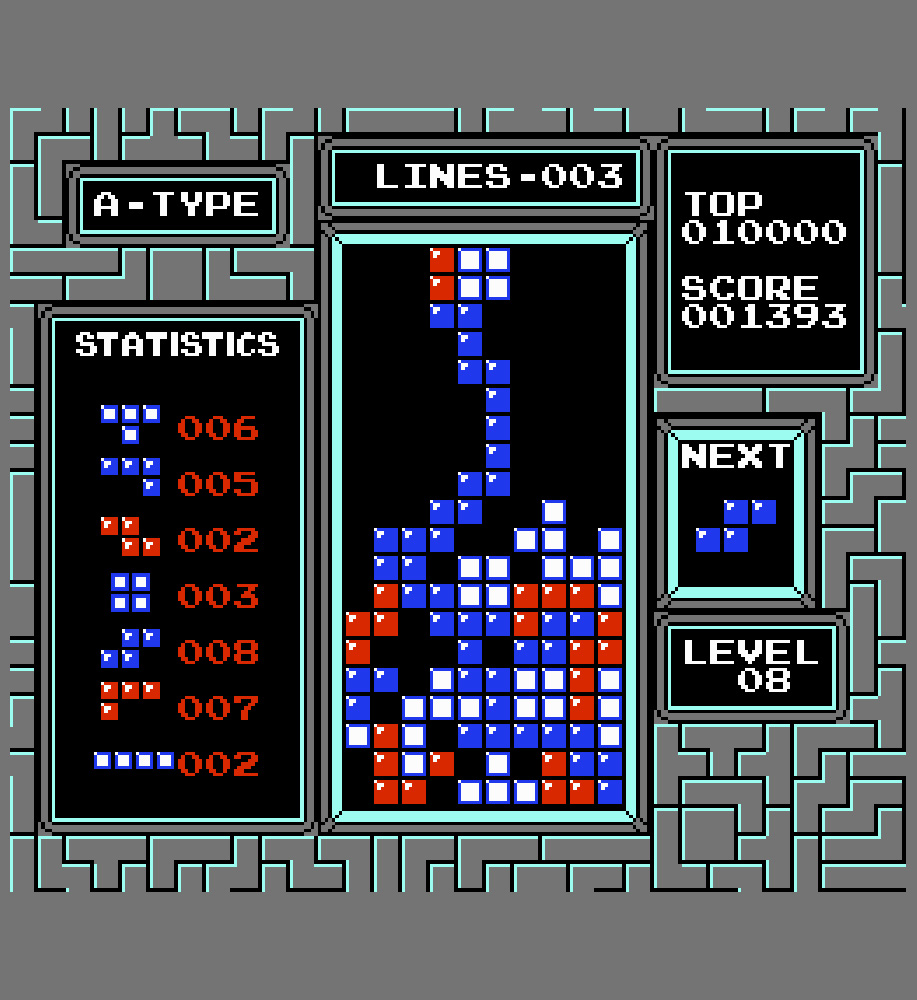 A-TYPE
LINES-003
TOP
010000
SCORE
001393
STATISTICS
006
005
002
003
008
007
002
NEXT
LEVEL
08